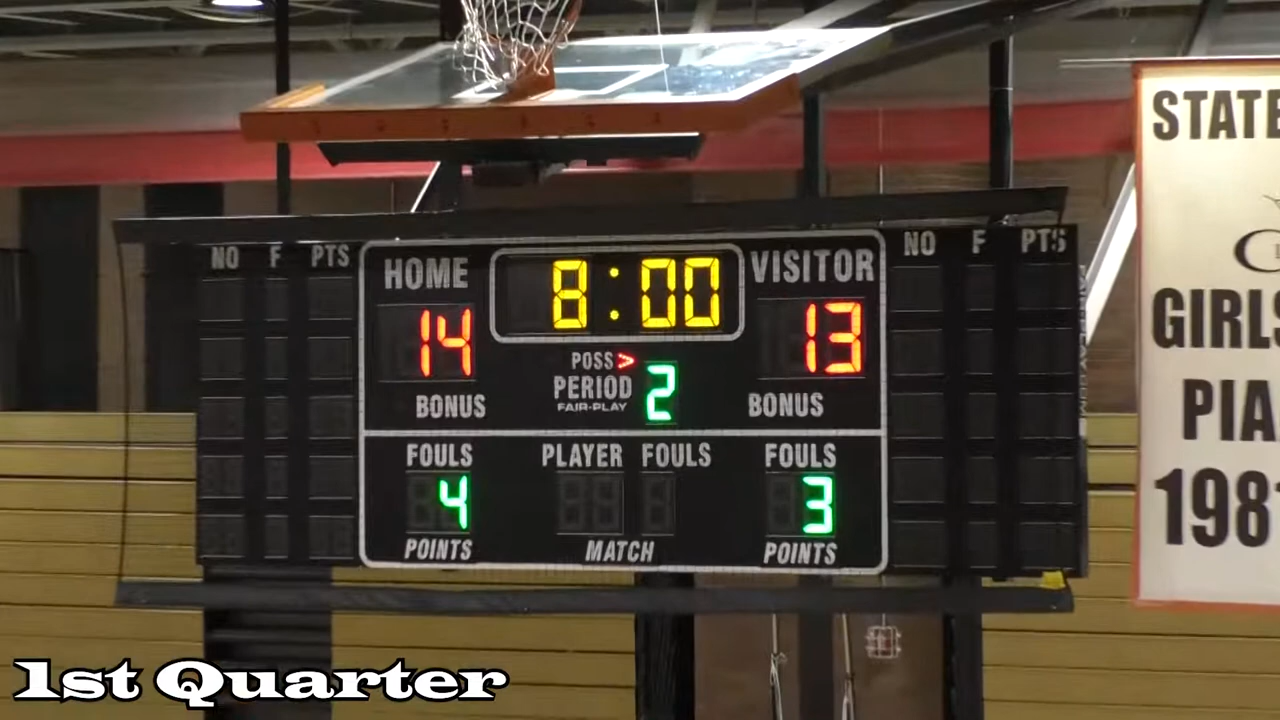 STATE
GIRLS
PIA
198
NO F PTS
HOME
8:00
VISITOR
NO F PTS
14
POSS >
13
PERIOD 2
FAIR-PLAY
BONUS
BONUS
FOULS
PLAYER FOULS
FOULS
4
3
POINTS
MATCH
POINTS
1st Quarter